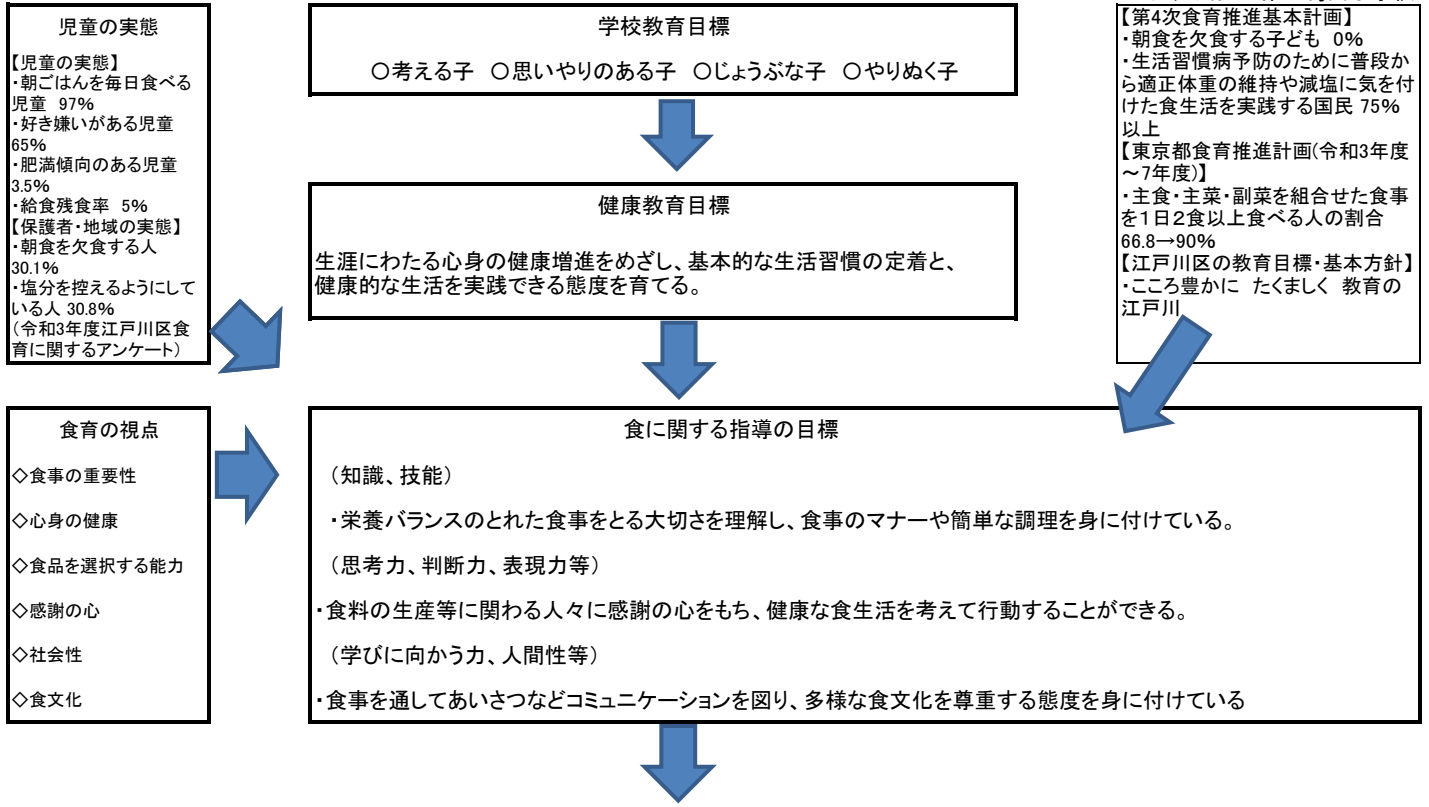 児童の実態
【児童の実態】
・朝ごはんを毎日食べる
児童 97%
・好き嫌いがある児童
65%
・肥満傾向のある児童
3.5%
・給食残食率 5%
【保護者・地域の実態】
・朝食を欠食する人
30.1%
・塩分を控えるようにして
いる人 30.8%
(令和3年度江戸川区食
育に関するアンケート)
学校教育目標
○考える子 ○思いやりのある子 ○じょうぶな子 ○やりぬく子
健康教育目標
生涯にわたる心身の健康増進をめざし、基本的な生活習慣の定着と、
健康的な生活を実践できる態度を育てる。
【第4次食育推進基本計画】
・朝食を欠食する子ども 0%
・生活習慣病予防のために普段か
ら適正体重の維持や減塩に気を付
けた食生活を実践する国民 75%
以上
【東京都食育推進計画(令和3年度
～7年度)】
・主食・主菜・副菜を組合せた食事
を1日2食以上食べる人の割合
66.8→90%
【江戸川区の教育目標・基本方針】
・こころ豊かに たくましく 教育の
江戸川
食育の視点
◇食事の重要性
◇心身の健康
◇食品を選択する能力
◇感謝の心
◇社会性
◇食文化
食に関する指導の目標
(知識、技能)
・栄養バランスのとれた食事をとる大切さを理解し、食事のマナーや簡単な調理を身に付けている。
(思考力、判断力、表現力等)
・食料の生産等に関わる人々に感謝の心をもち、健康な食生活を考えて行動することができる。
(学びに向かう力、人間性等)
・食事を通してあいさつなどコミュニケーションを図り、多様な食文化を尊重する態度を身に付けている